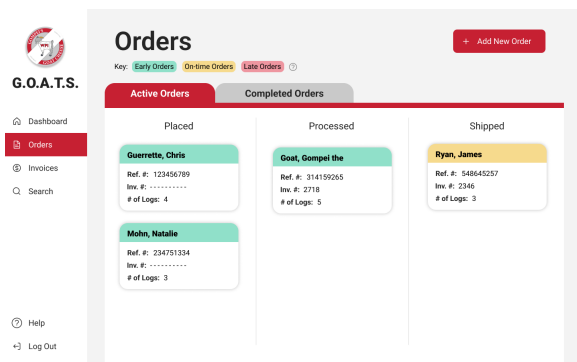 WPI
G.O.A.T.S.
Dashboard
Orders
Invoices
Search
Help
Log Out
Orders
+ Add New Order
Key: Early Orders On-time Orders Late Orders ?
Active Orders Completed Orders
Placed
Guerrette, Chris
Ref. #: 123456789
Inv. #: ----------
# of Logs: 4
Mohn, Natalie
Ref. #: 234751334
Inv. #: ----------
# of Logs: 3
Processed
Goat, Gompei the
Ref. #: 314159265
Inv. #: 2718
# of Logs: 5
Shipped
Ryan, James
Ref. #: 548645257
Inv. #: 2346
# of Logs: 3